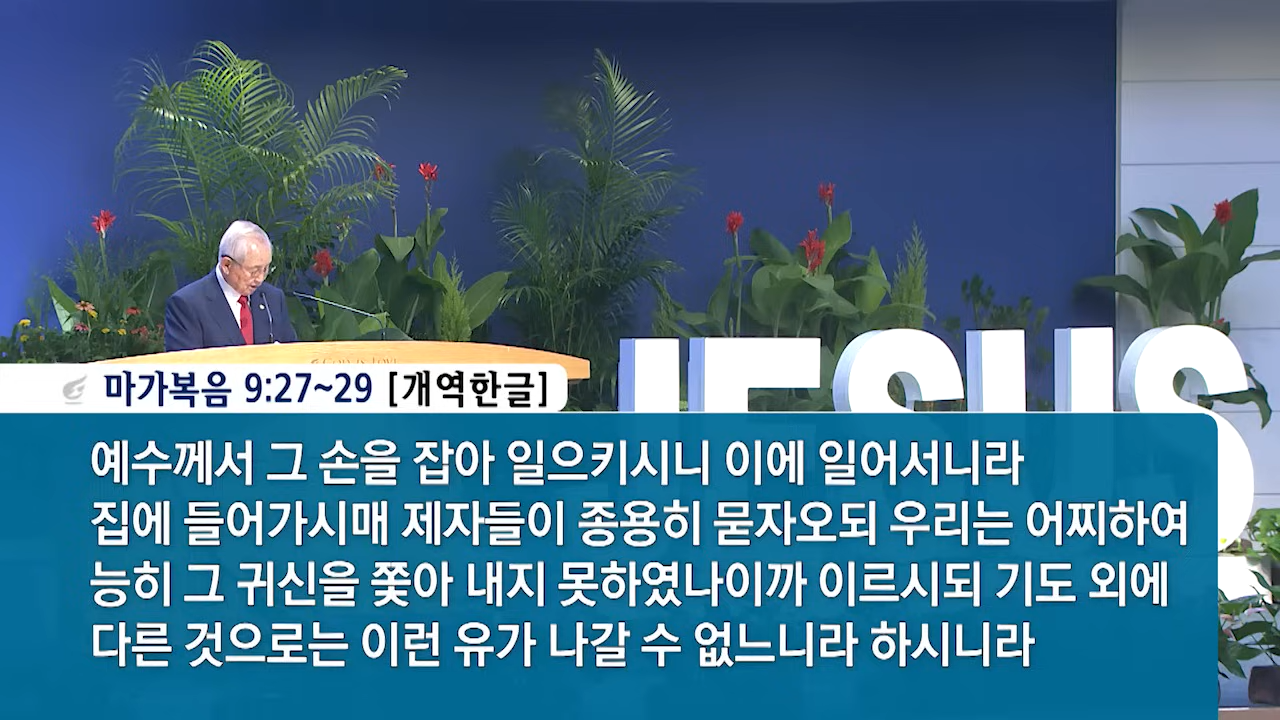 GOD IS LOVE
JESUS
마가복음 9:27~29 [개역한글]
예수께서 그 손을 잡아 일으키시니 이에 일어서니라
집에 들어가시매 제자들이 종용히 묻자오되 우리는 어찌하여
능히 그 귀신을 쫓아 내지 못하였나이까 이르시되 기도 외에
다른 것으로는 이런 유가 나갈 수 없느니라 하시니라